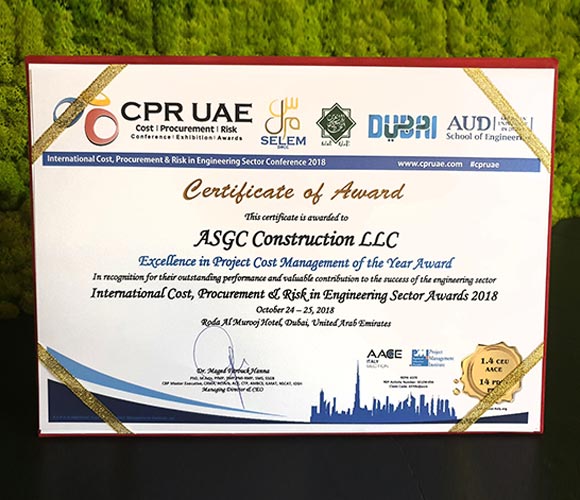 CPR UAE
Cost | Procurement | Risk
Conference | Exhibition | Awards
SELEM
DUBAI
AUD
School of Engineering
International Cost, Procurement & Risk in Engineering Sector Conference 2018
www.cpruae.com #cpruae
Certificate of Award
This certificate is awarded to
ASGC Construction LLC
Excellence in Project Cost Management of the Year Award
In recognition for their outstanding performance and valuable contribution to the success of the engineering sector
International Cost, Procurement & Risk in Engineering Sector Awards 2018
October 24 – 25, 2018
Roda Al Murooj Hotel, Dubai, United Arab Emirates
Dr. Maged Farouck Hanna
Managing Director & CEO
AACE
ITALY
SECTION
Project
Management
Institute
1.4 CEU
AACE
14